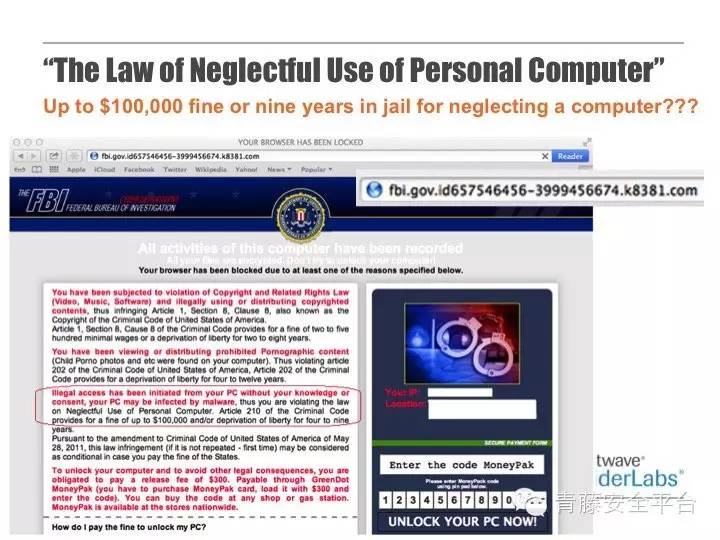 “The Law of Neglectful Use of Personal Computer”
Up to $100,000 fine or nine years in jail for neglecting a computer???
YOUR BROWSER HAS BEEN LOCKED
fbi.gov.id657546456-3999456674.k8381.com
Reader
Apple iCloud Facebook Twitter Wikipedia Yahoo! News Popular
fbi.gov.id657546456-3999456674.k8381.com
THE FBI
CYBER DEPARTMENT
FEDERAL BUREAU OF INVESTIGATION
All activities of this computer have been recorded
All your files are encrypted. Don't try to unlock your computer!
Your browser has been blocked due to at least one of the reasons specified below.
You have been subjected to violation of Copyright and Related Rights Law
(Video, Music, Software) and illegally using or distributing copyrighted
contents, thus infringing Article 1, Section 8, Clause 8, also known as the
Copyright of the Criminal Code of United States of America.
Article 1, Section 8, Cause 8 of the Criminal Code provides for a fine of two to five
hundred minimal wages or a deprivation of liberty for two to eight years.
You have been viewing or distributing prohibited Pornographic content
(Child Porno photos and etc were found on your computer). Thus violating article
202 of the Criminal Code of United States of America, Article 202 of the Criminal
Code provides for a deprivation of liberty for four to twelve years.
Illegal access has been initiated from your PC without your knowledge or
consent, your PC may be infected by malware, thus you are violating the law
on Neglectful Use of Personal Computer. Article 210 of the Criminal Code
provides for a fine of up to $100,000 and/or deprivation of liberty for four to nine
years.
Pursuant to the amendment to Criminal Code of United States of America of May
28, 2011, this law infringement (if it is not repeated - first time) may be considered
as conditional in case you pay the fine of the States.
To unlock your computer and to avoid other legal consequences, you are
obligated to pay a release fee of $300. Payable through GreenDot
MoneyPak (you have to purchase MoneyPak card, load it with $300 and
enter the code). You can buy the code at any shop or gas station.
MoneyPak is available at the stores nationwide.
How do I pay the fine to unlock my PC?
Your IP:
Location:
SECURE PAYMENT FORM
Enter the code MoneyPak
Please enter MoneyPack code
using pin pad below.
1 2 3 4 5 6 7 8 9 0
UNLOCK YOUR PC NOW!
twave®
derLabs®
青藤安全平台